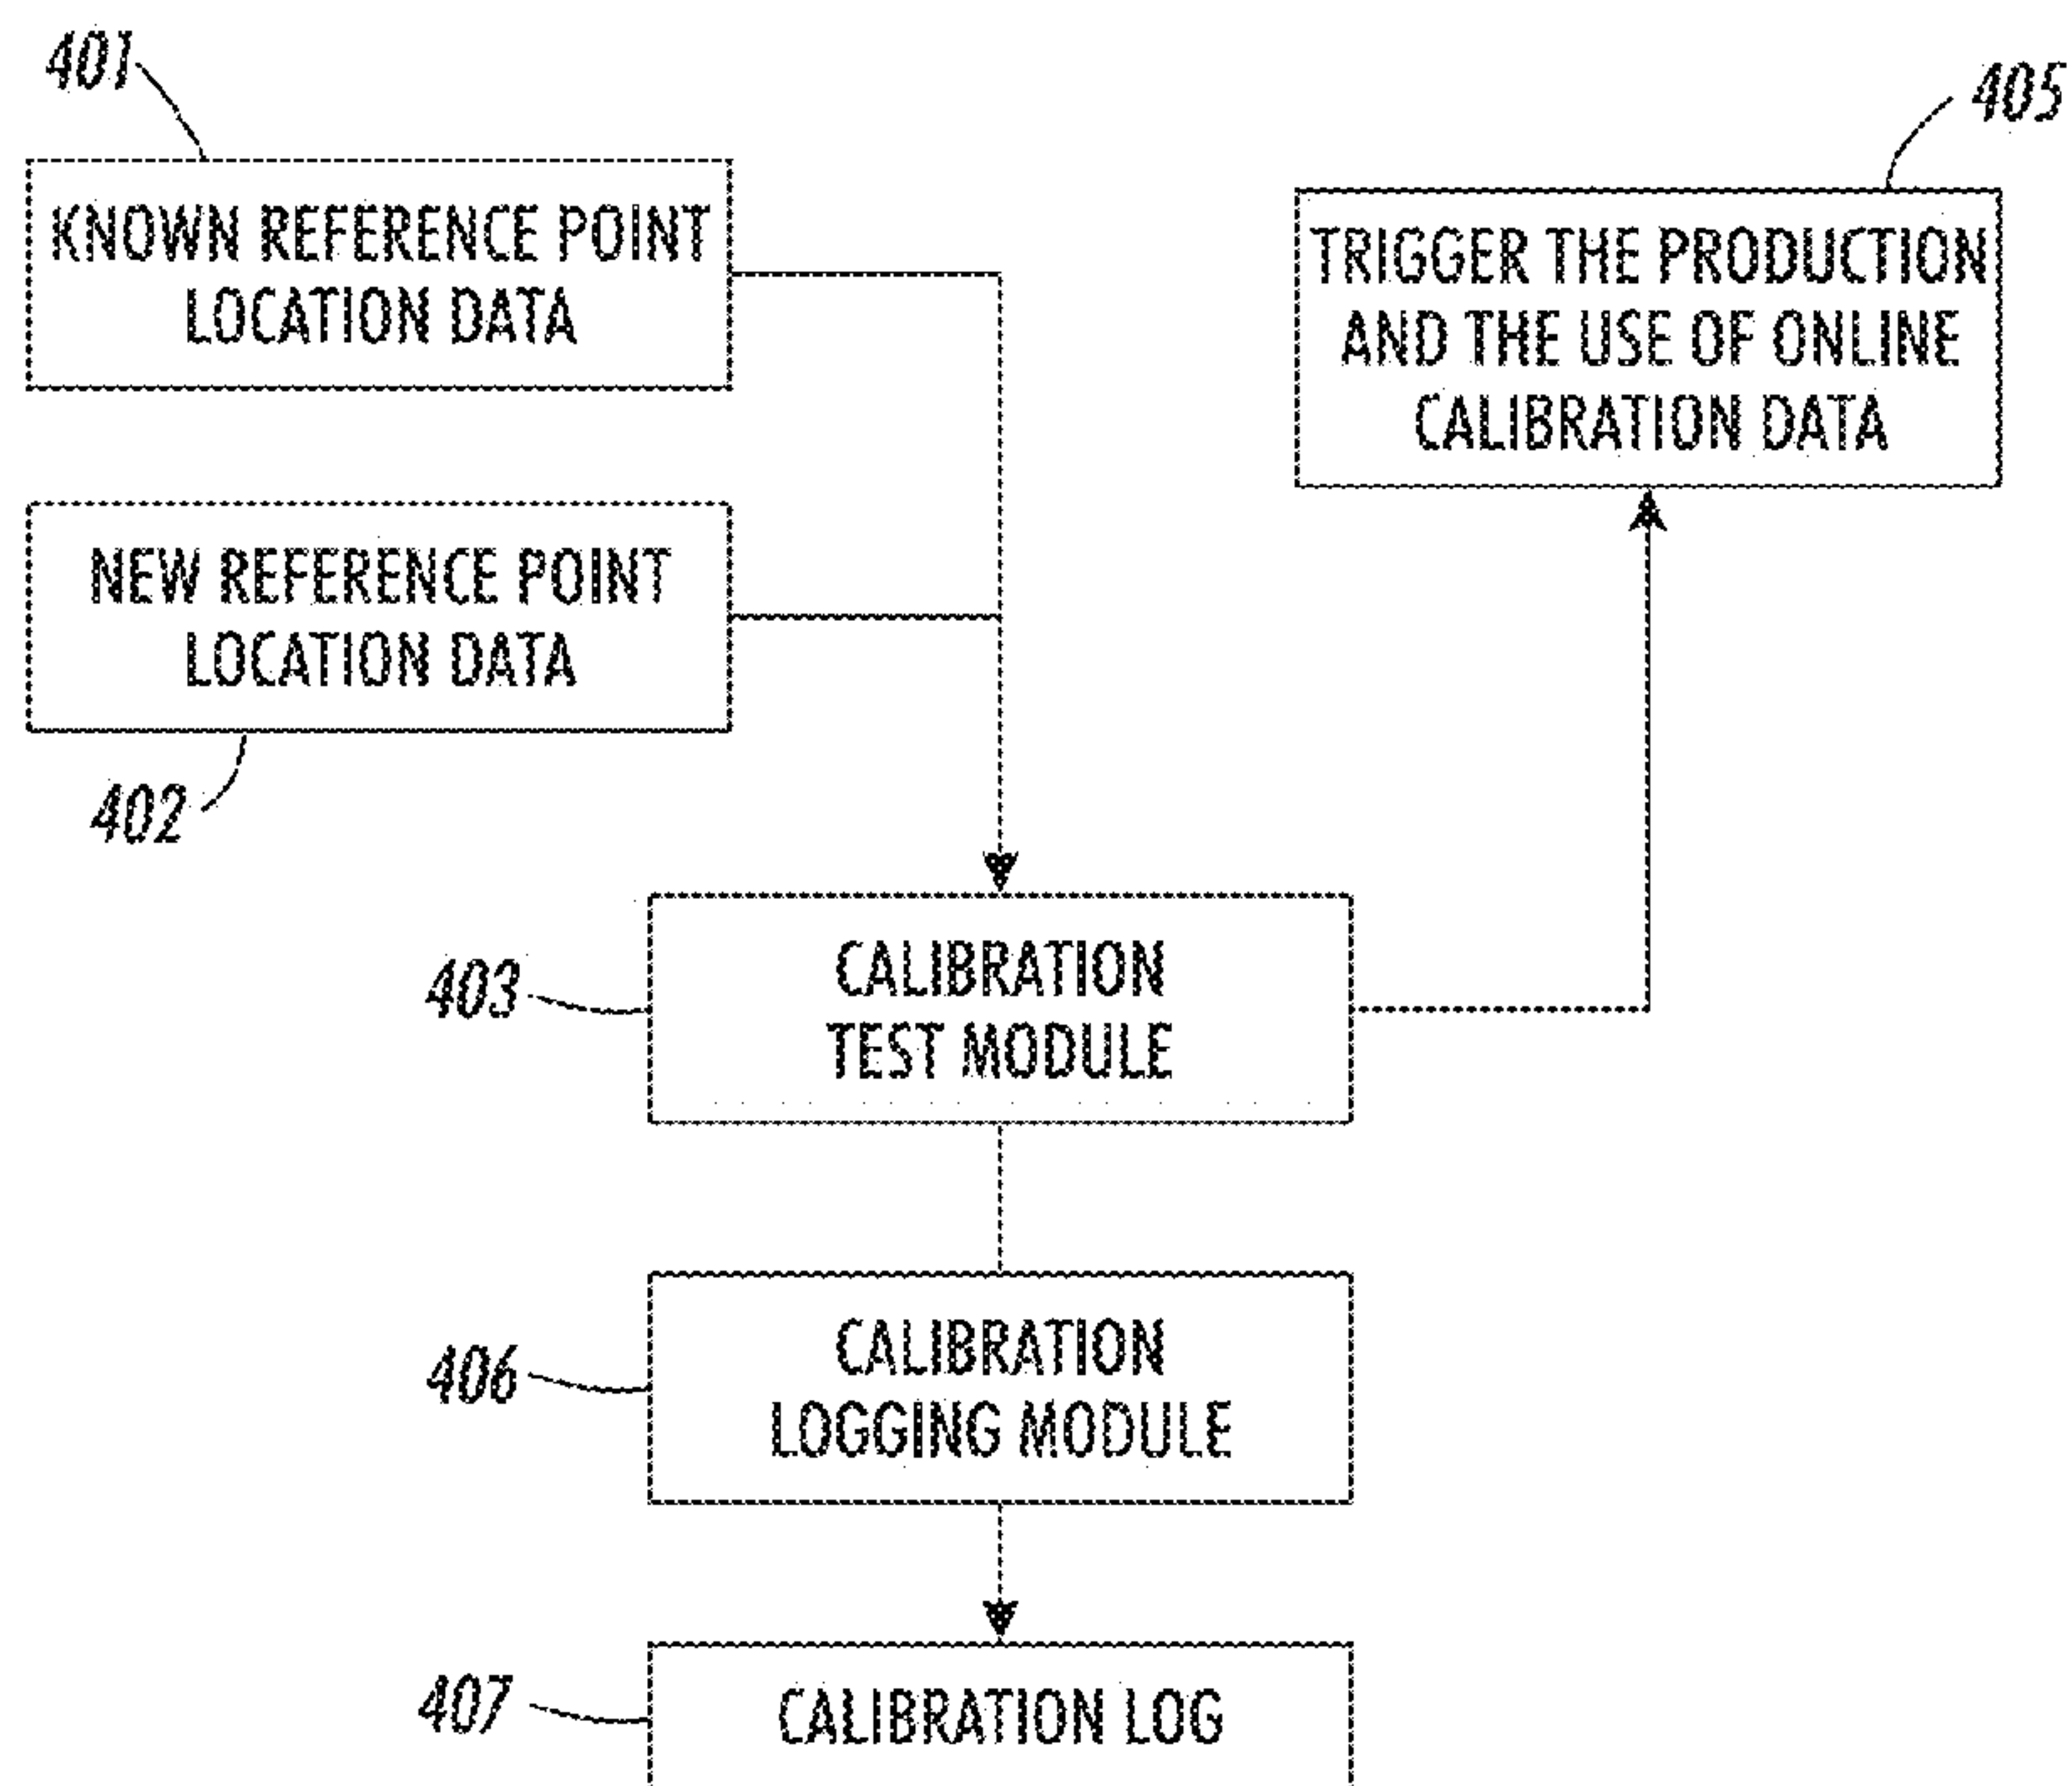 401
405
KNOWN REFERENCE POINT
LOCATION DATA
TRIGGER THE PRODUCTION
AND THE USE OF ONLINE
CALIBRATION DATA
NEW REFERENCE POINT
LOCATION DATA
402
403
CALIBRATION
TEST MODULE
406
CALIBRATION
LOGGING MODULE
407
CALIBRATION LOG